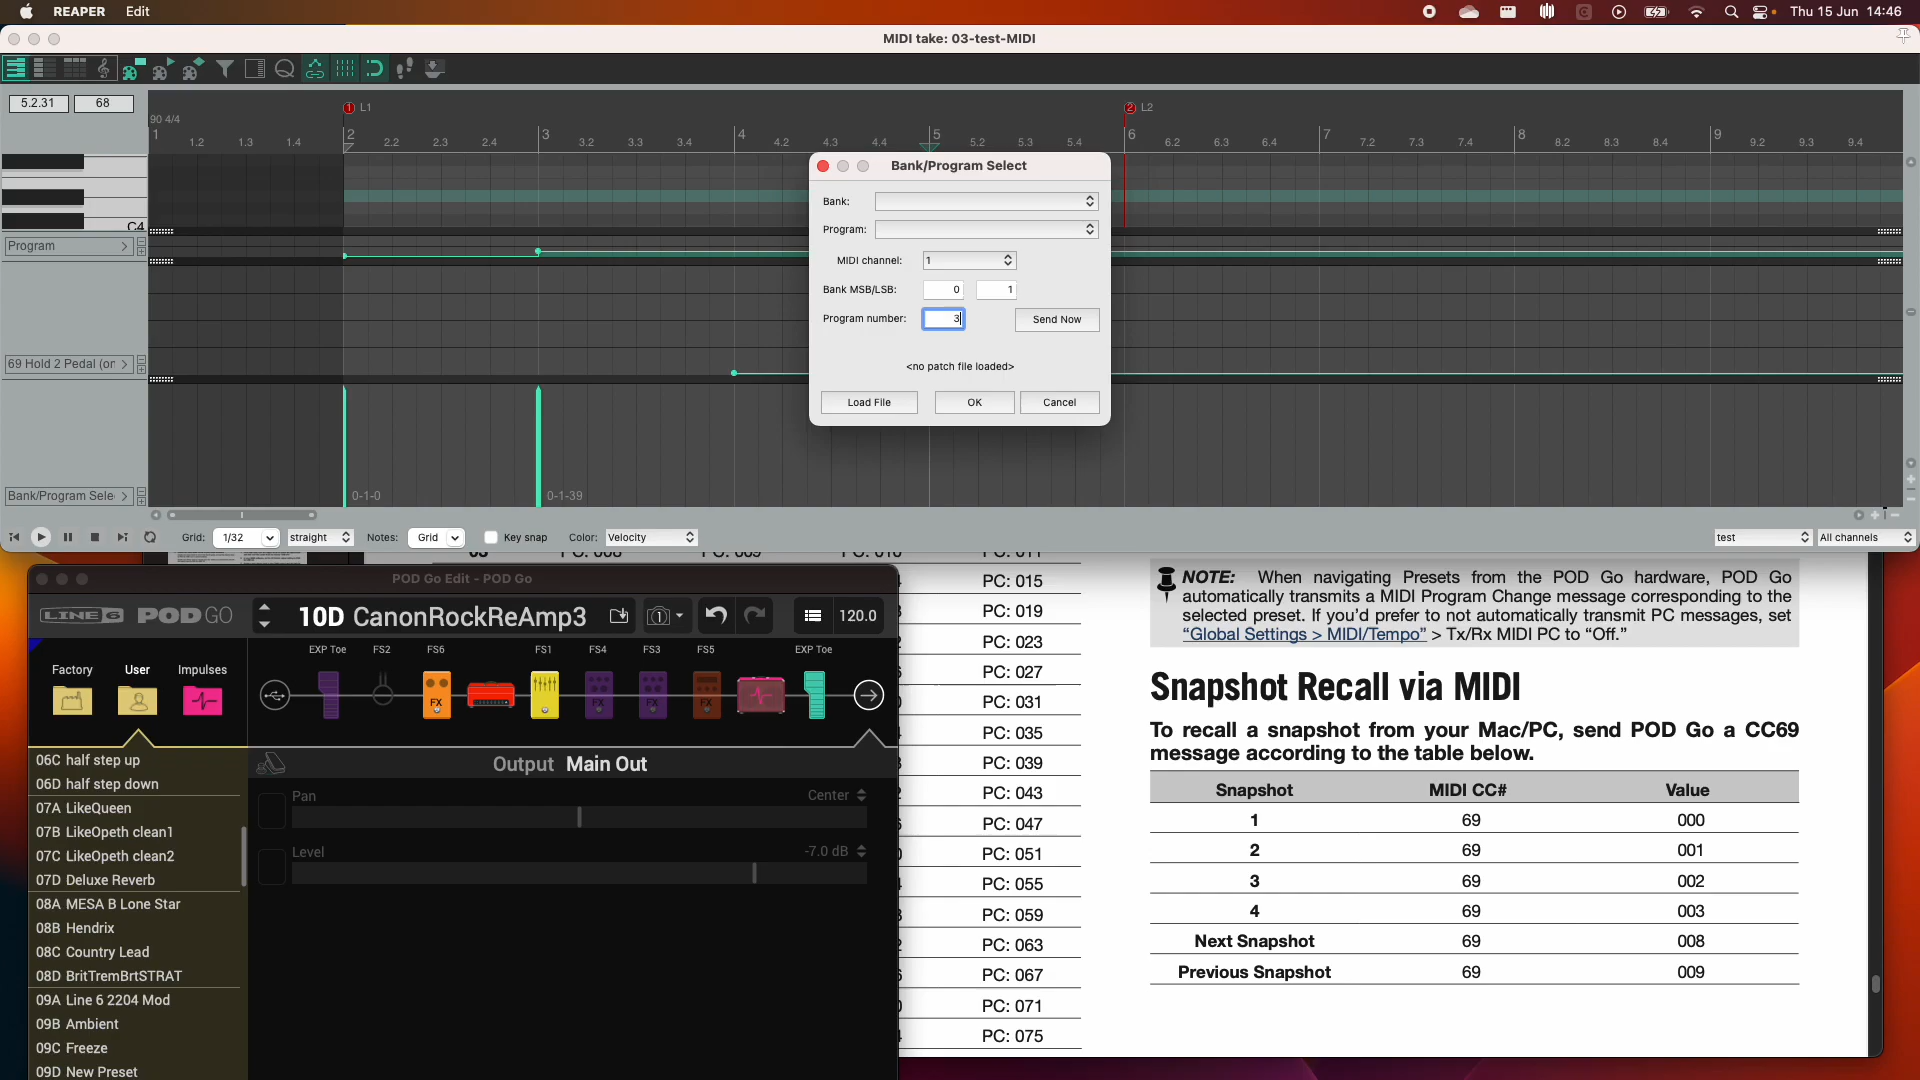 REAPER Edit Thu 15 Jun 14:46
MIDI take: 03-test-MIDI
5.2.31 68
1 L1 2 L2
90 4/4
1 2 3 4 5 6 7 8 9
1.2 1.3 1.4 2.2 2.3 2.4 3.2 3.3 3.4 4.2 4.3 4.4 5.2 5.3 5.4 6.2 6.3 6.4 7.2 7.3 7.4 8.2 8.3 8.4 9.2 9.3 9.4
C4
Program >
69 Hold 2 Pedal (or >
Bank/Program Sele >
0-1-0 0-1-39
Bank/Program Select
Bank:
Program:
MIDI channel: 1
Bank MSB/LSB: 0 1
Program number: 3 Send Now
<no patch file loaded>
Load File OK Cancel
Grid: 1/32 straight Notes: Grid Key snap Color: Velocity test All channels
POD Go Edit - POD Go
LINE 6 POD GO 10D CanonRockReAmp3 1 120.0
EXP Toe FS2 FS6 FS1 FS4 FS3 FS5 EXP Toe
Factory User Impulses
FX FX FX FX FX
Output Main Out
Pan Center
Level -7.0 dB
06C half step up
06D half step down
07A LikeQueen
07B LikeOpeth clean1
07C LikeOpeth clean2
07D Deluxe Reverb
08A MESA B Lone Star
08B Hendrix
08C Country Lead
08D BritTremBrtSTRAT
09A Line 6 2204 Mod
09B Ambient
09C Freeze
09D New Preset
PC: 015
PC: 019
PC: 023
PC: 027
PC: 031
PC: 035
PC: 039
PC: 043
PC: 047
PC: 051
PC: 055
PC: 059
PC: 063
PC: 067
PC: 071
PC: 075
NOTE: When navigating Presets from the POD Go hardware, POD Go
automatically transmits a MIDI Program Change message corresponding to the
selected preset. If you’d prefer to not automatically transmit PC messages, set
“Global Settings > MIDI/Tempo” > Tx/Rx MIDI PC to “Off.”
Snapshot Recall via MIDI
To recall a snapshot from your Mac/PC, send POD Go a CC69
message according to the table below.
Snapshot MIDI CC# Value
1 69 000
2 69 001
3 69 002
4 69 003
Next Snapshot 69 008
Previous Snapshot 69 009